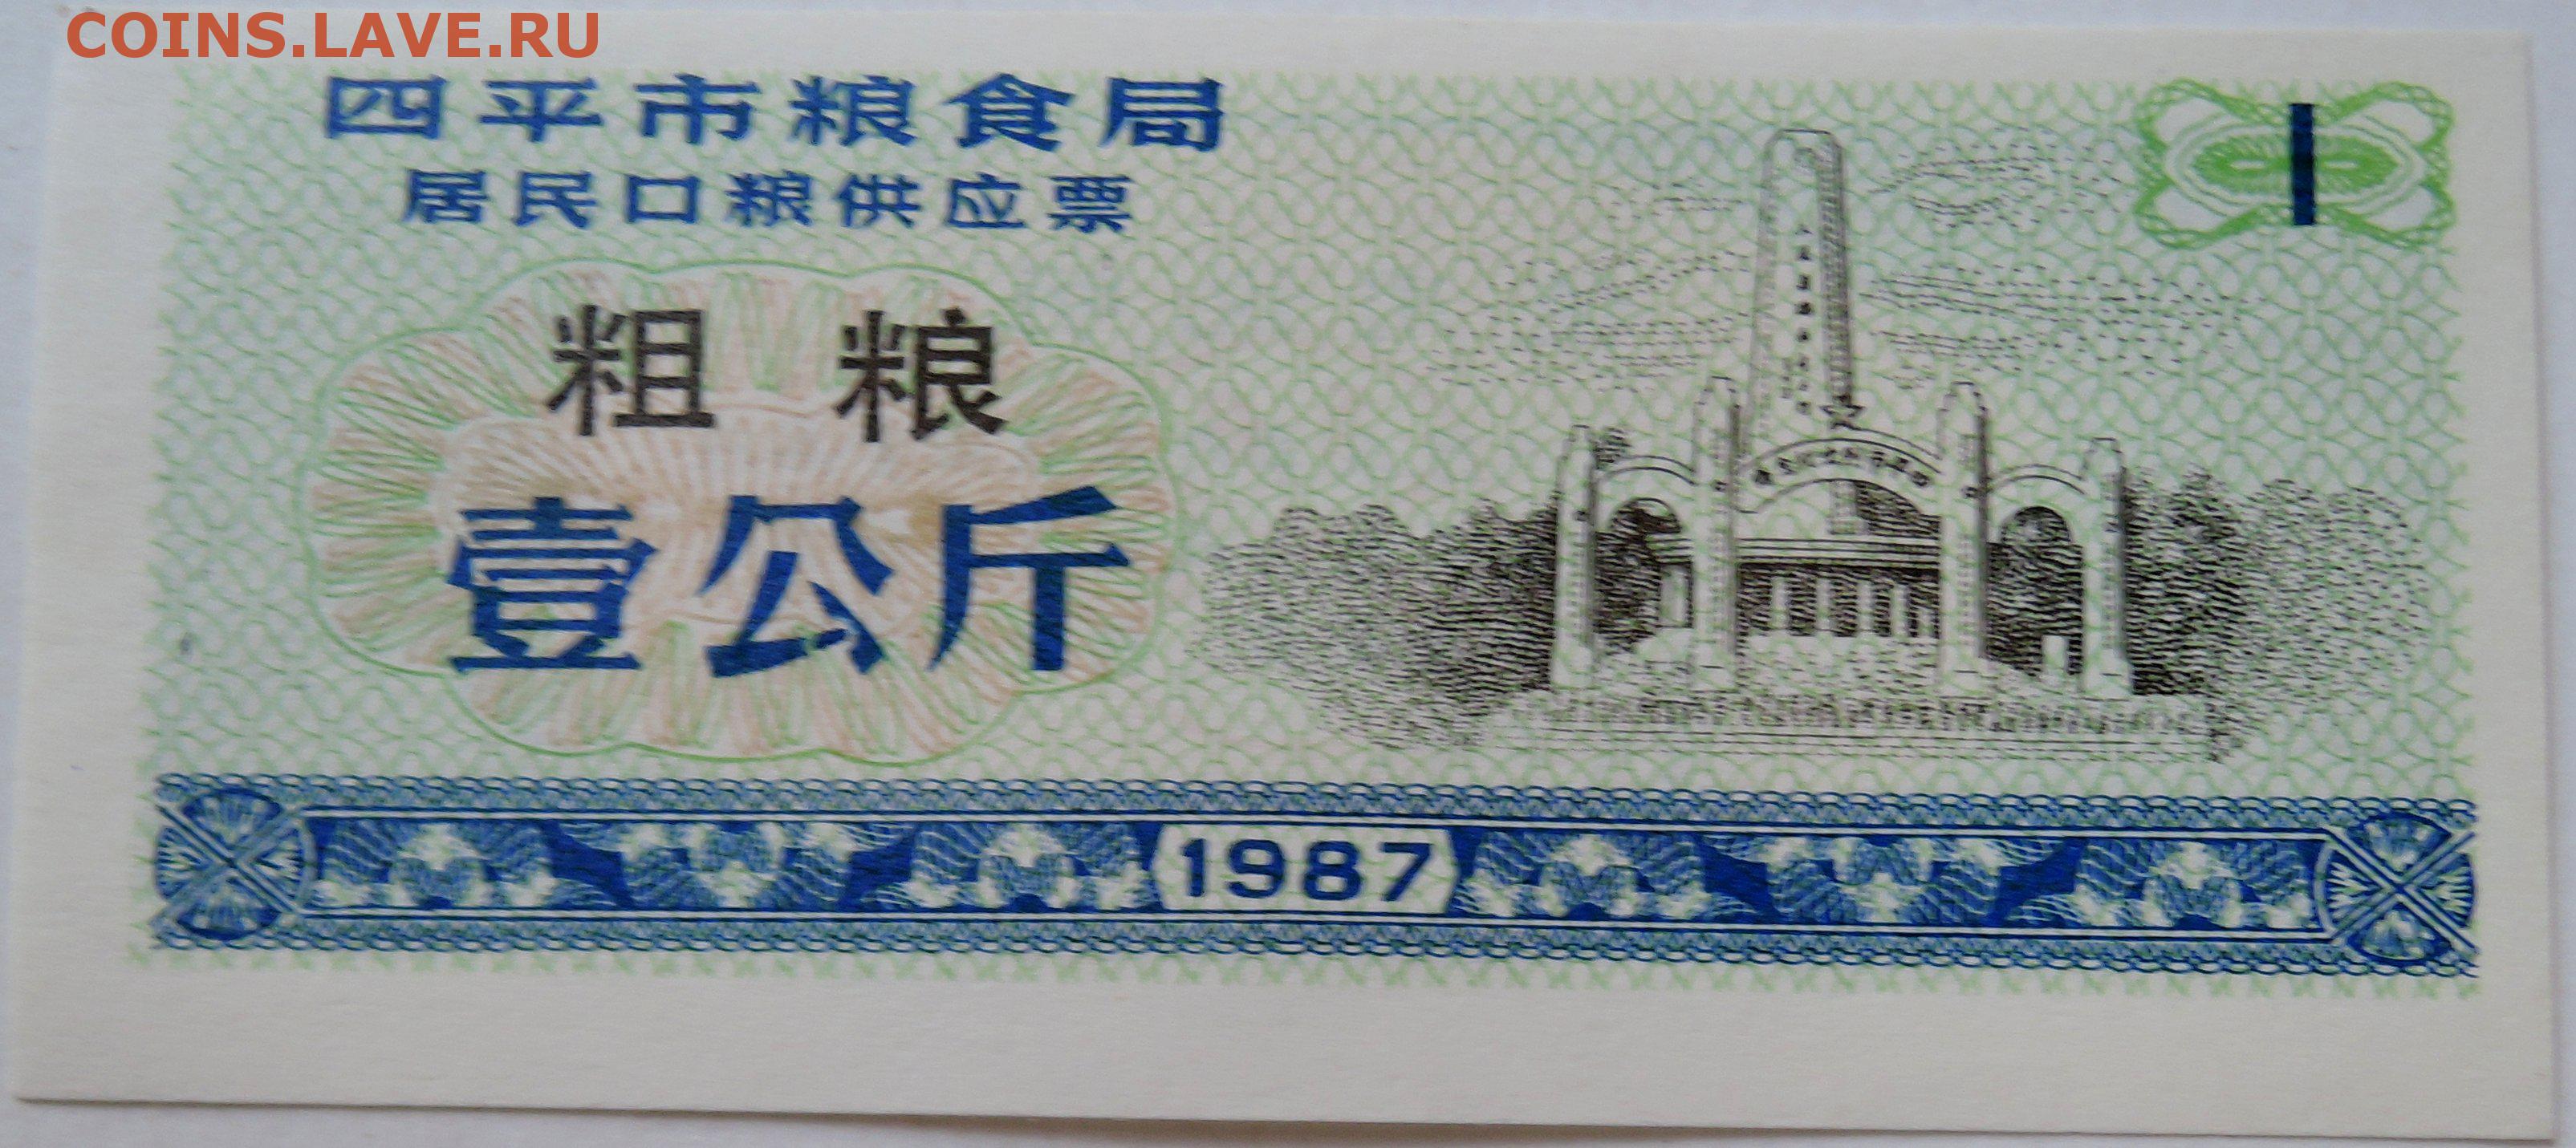 COINS.LAVE.RU
四平市粮食局
居民口粮供应票
1
粗粮
壹公斤
1987